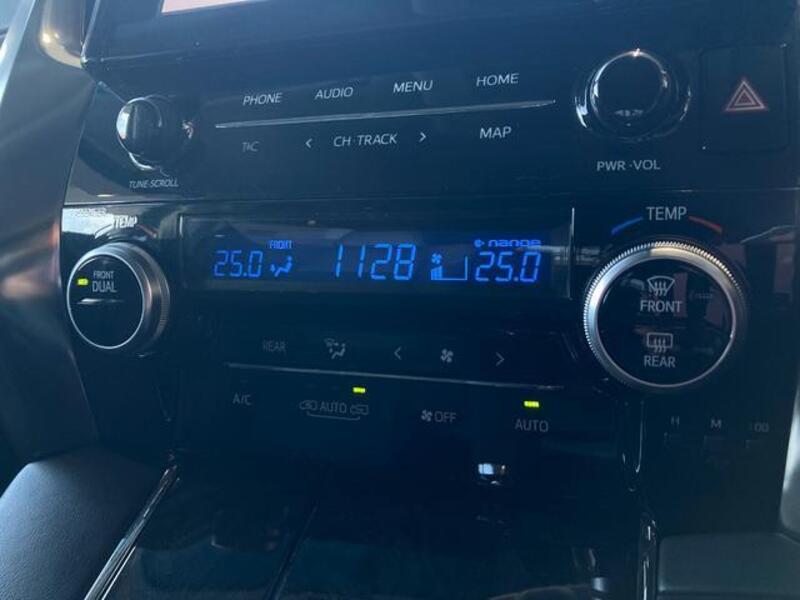 PHONE AUDIO MENU HOME
T&C < CH·TRACK > MAP
TUNE·SCROLL PWR·VOL
TEMP TEMP
FRONT nanoe
25.0 1128 25.0
FRONT
DUAL
FRONT
REAR
REAR < >
A/C AUTO OFF AUTO
H M :00